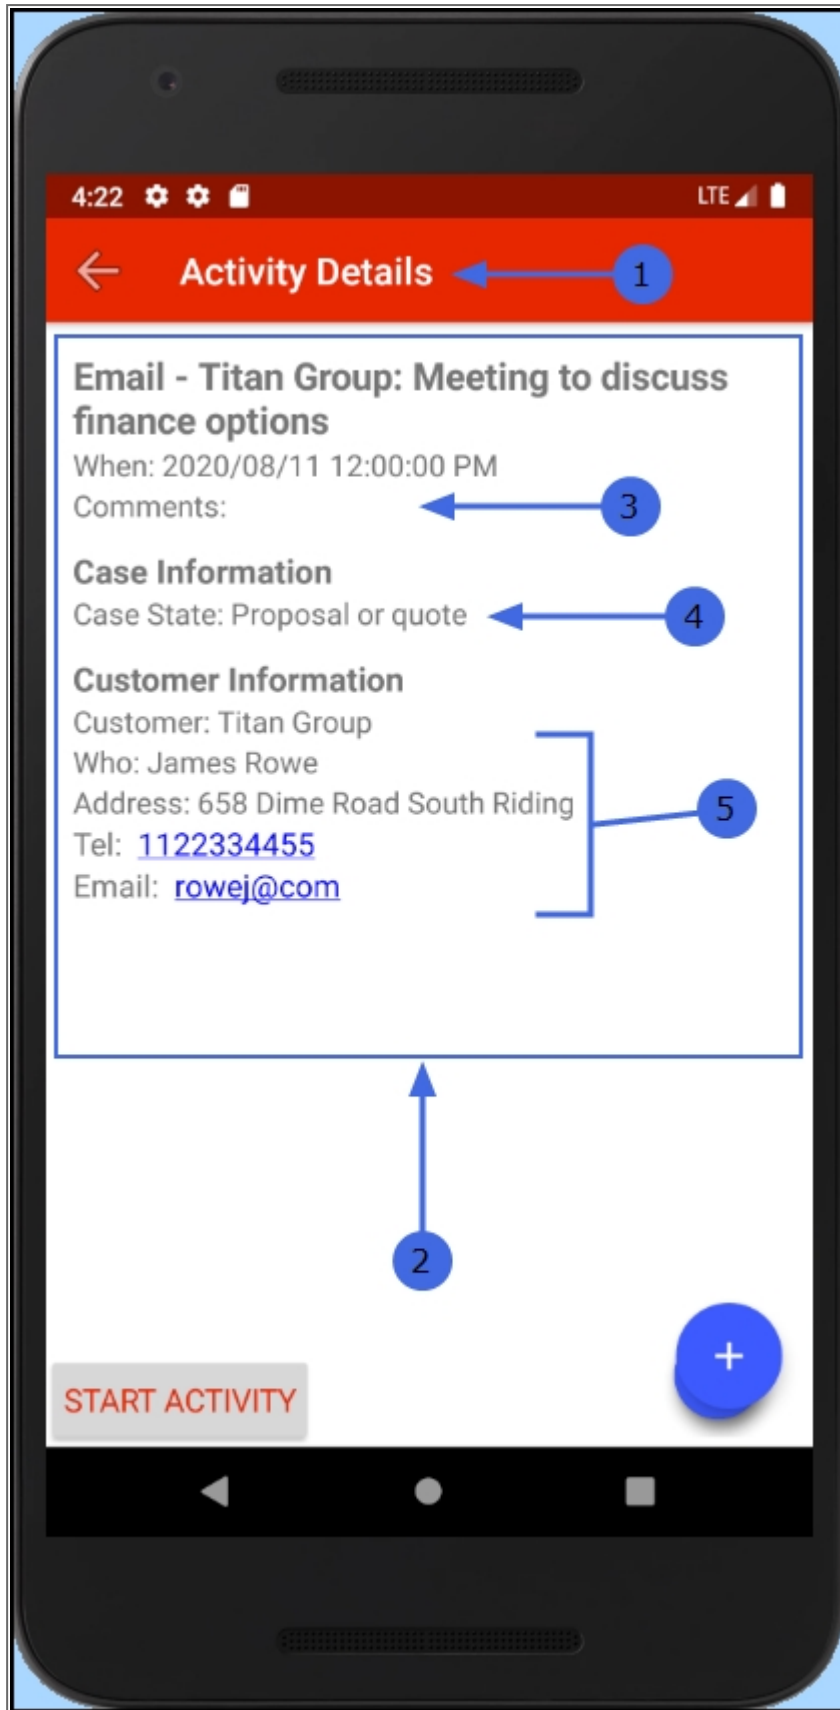 4:22 LTE
Activity Details
1
Email - Titan Group: Meeting to discuss
finance options
When: 2020/08/11 12:00:00 PM
Comments:
3
Case Information
Case State: Proposal or quote
4
Customer Information
Customer: Titan Group
Who: James Rowe
Address: 658 Dime Road South Riding
5
Tel: 1122334455
Email: rowej@com
2
+
START ACTIVITY